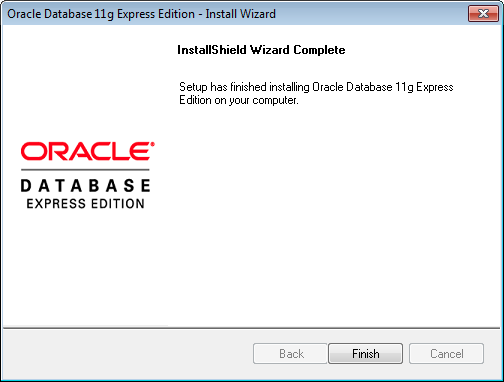 Oracle Database 11g Express Edition - Install Wizard
InstallShield Wizard Complete
Setup has finished installing Oracle Database 11g Express
Edition on your computer.
ORACLE®
DATABASE
EXPRESS EDITION
Back
Finish
Cancel